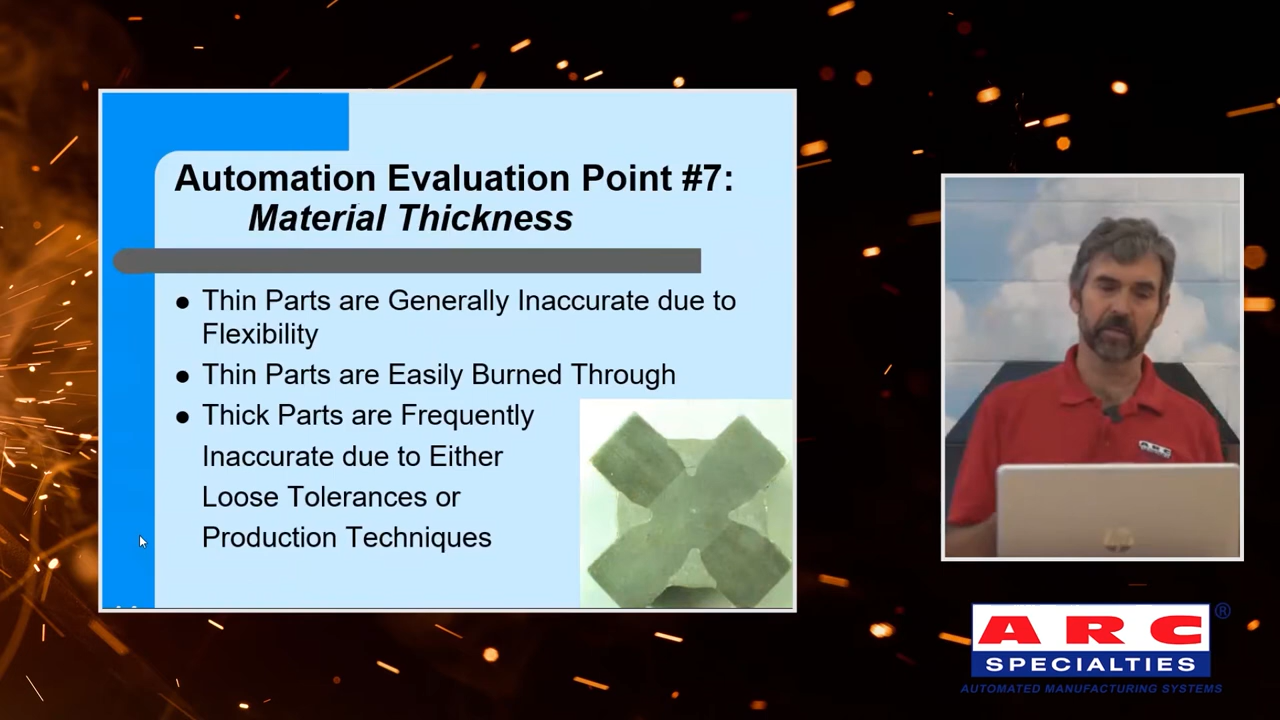 Automation Evaluation Point #7:
Material Thickness
● Thin Parts are Generally Inaccurate due to
Flexibility
● Thin Parts are Easily Burned Through
● Thick Parts are Frequently
Inaccurate due to Either
Loose Tolerances or
Production Techniques
ARC
hp
ARC®
SPECIALTIES
AUTOMATED MANUFACTURING SYSTEMS